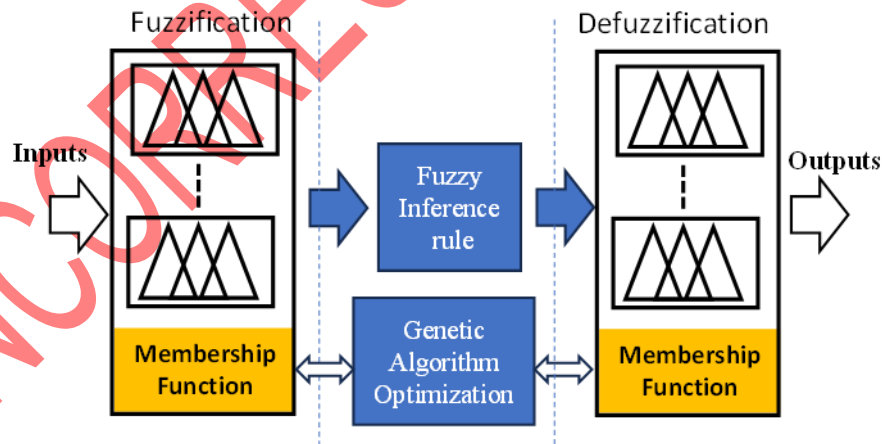 Fuzzification
Defuzzification
Inputs
Fuzzy
Inference
rule
Outputs
Genetic
Algorithm
Optimization
Membership
Function
Membership
Function